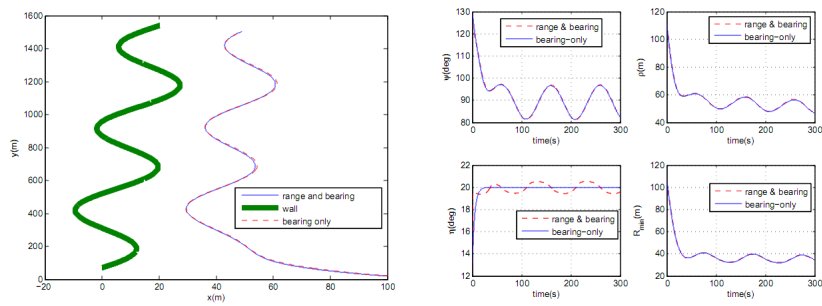 1600
1400
1200
1000
800
600
400
200
0
y(m)
range and bearing
wall
bearing only
−20
0
20
40
60
80
100
x(m)
130
120
110
100
90
80
ψ(deg)
range & bearing
bearing−only
0
100
200
300
time(s)
120
100
80
60
40
ρ(m)
range & bearing
bearing−only
0
100
200
300
time(s)
22
20
18
16
14
12
η(deg)
range & bearing
bearing−only
0
100
200
300
time(s)
120
100
80
60
40
20
Rmin(m)
range & bearing
bearing−only
0
100
200
300
time(s)